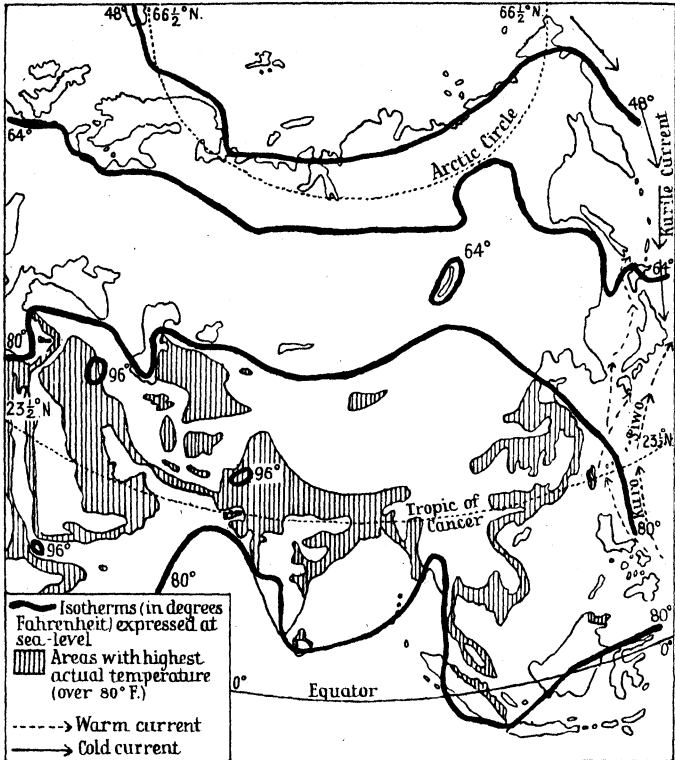 48°
66½°N.
66½°N.
48°
64°
Arctic Circle
Kurile Current
64°
64°
80°
96°
23½°N
Siwo
23½°N
96°
Tropic of
Cancer
Kuro
96°
80°
80°
80°
0°
Equator
0°
Isotherms (in degrees
Fahrenheit) expressed at
sea-level
Areas with highest
actual temperature
(over 80°F.)
Warm current
Cold current